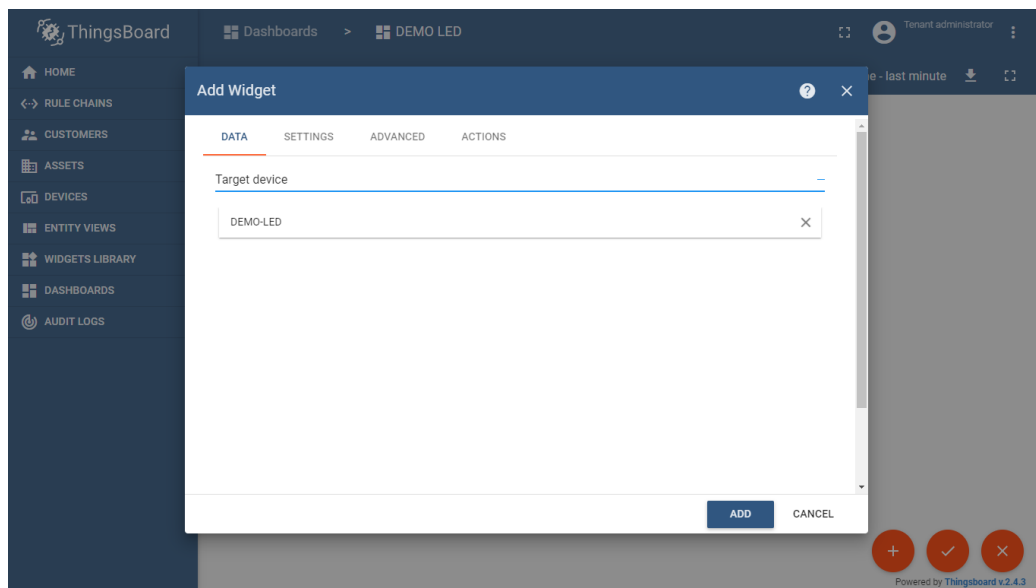 ThingsBoard
Dashboards > DEMO LED
Tenant administrator
HOME
RULE CHAINS
CUSTOMERS
ASSETS
DEVICES
ENTITY VIEWS
WIDGETS LIBRARY
DASHBOARDS
AUDIT LOGS
- last minute
Add Widget
DATA SETTINGS ADVANCED ACTIONS
Target device
DEMO-LED
ADD CANCEL
Powered by Thingsboard v.2.4.3